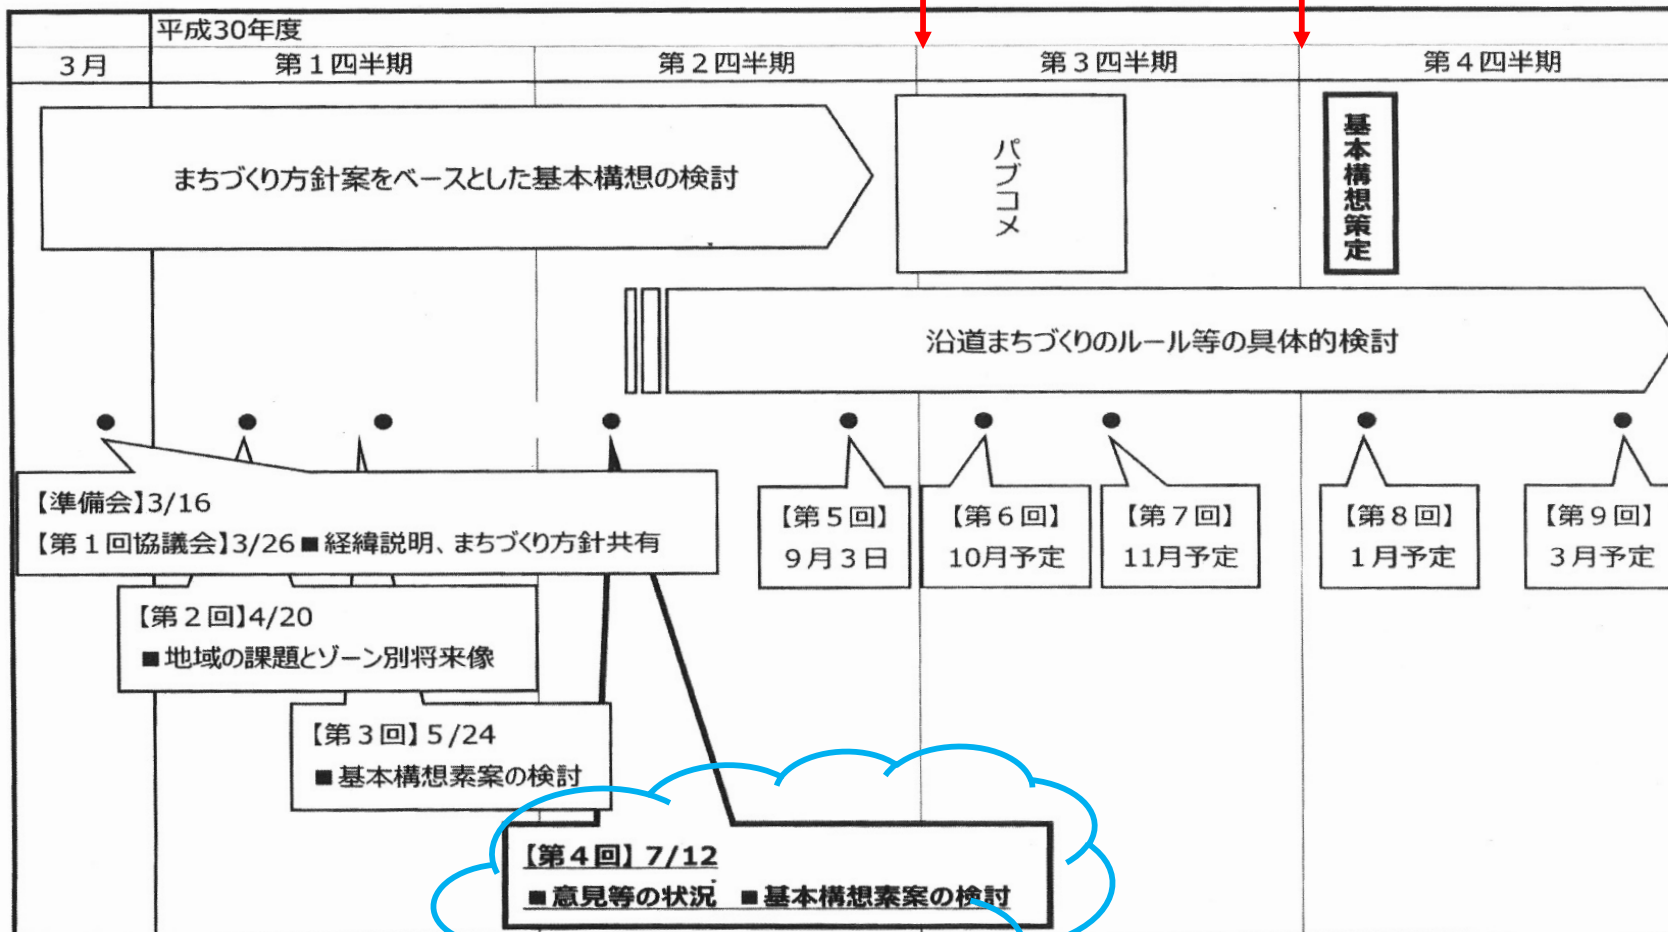 平成30年度
3月
第1四半期
第2四半期
第3四半期
第4四半期
まちづくり方針案をベースとした基本構想の検討
パブコメ
基本構想策定
沿道まちづくりのルール等の具体的検討
【準備会】3/16
【第1回協議会】3/26■経緯説明、まちづくり方針共有
【第5回】
9月3日
【第6回】
10月予定
【第7回】
11月予定
【第8回】
1月予定
【第9回】
3月予定
【第2回】4/20
■地域の課題とゾーン別将来像
【第3回】5/24
■基本構想素案の検討
【第4回】7/12
■意見等の状況 ■基本構想素案の検討